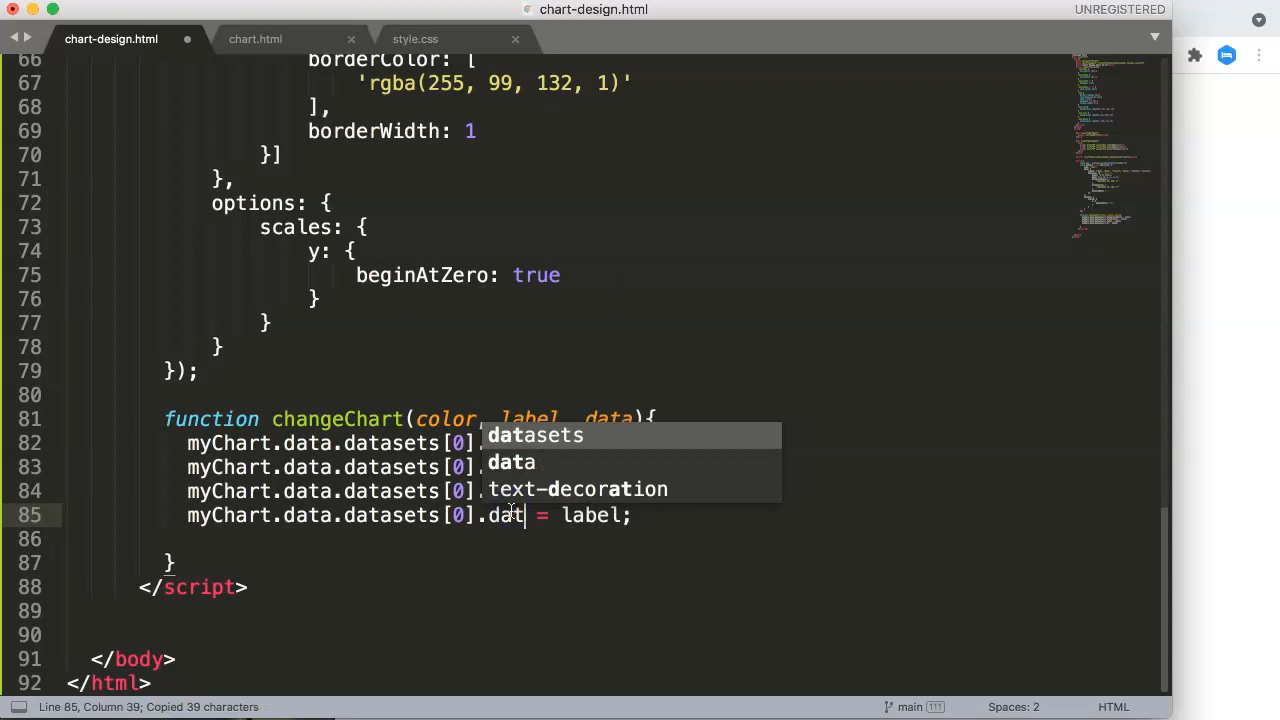 chart-design.html
UNREGISTERED
chart-design.html
chart.html
style.css
66 borderColor: [
67 'rgba(255, 99, 132, 1)'
68 ],
69 borderWidth: 1
70 }]
71 },
72 options: {
73 scales: {
74 y: {
75 beginAtZero: true
76 }
77 }
78 }
79 });
80
81 function changeChart(color, label, data){
82 myChart.data.datasets[0].
83 myChart.data.datasets[0].
84 myChart.data.datasets[0].
85 myChart.data.datasets[0].dat = label;
86
87 }
88 </script>
89
90
91 </body>
92 </html>
datasets
data
text-decoration
Line 85, Column 39; Copied 39 characters
main 111
Spaces: 2
HTML